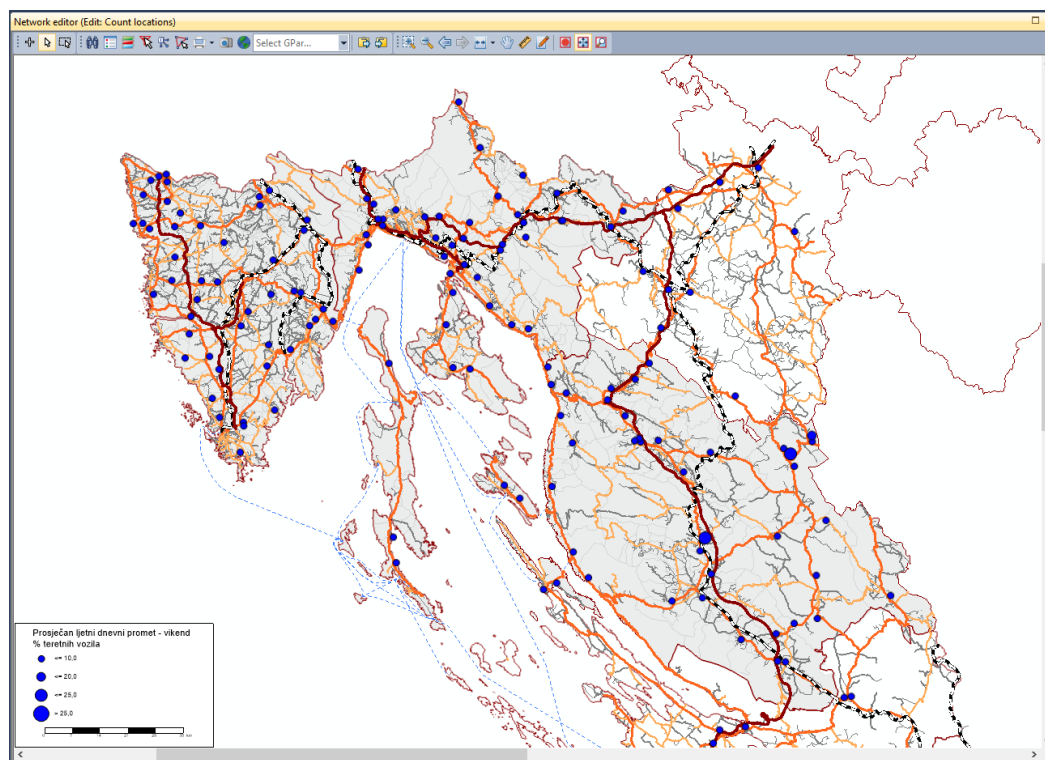 Network editor (Edit: Count locations)
Select GPar...
Prosječan ljetni dnevni promet - vikend
% teretnih vozila
<= 10,0
<= 20,0
<= 25,0
> 25,0